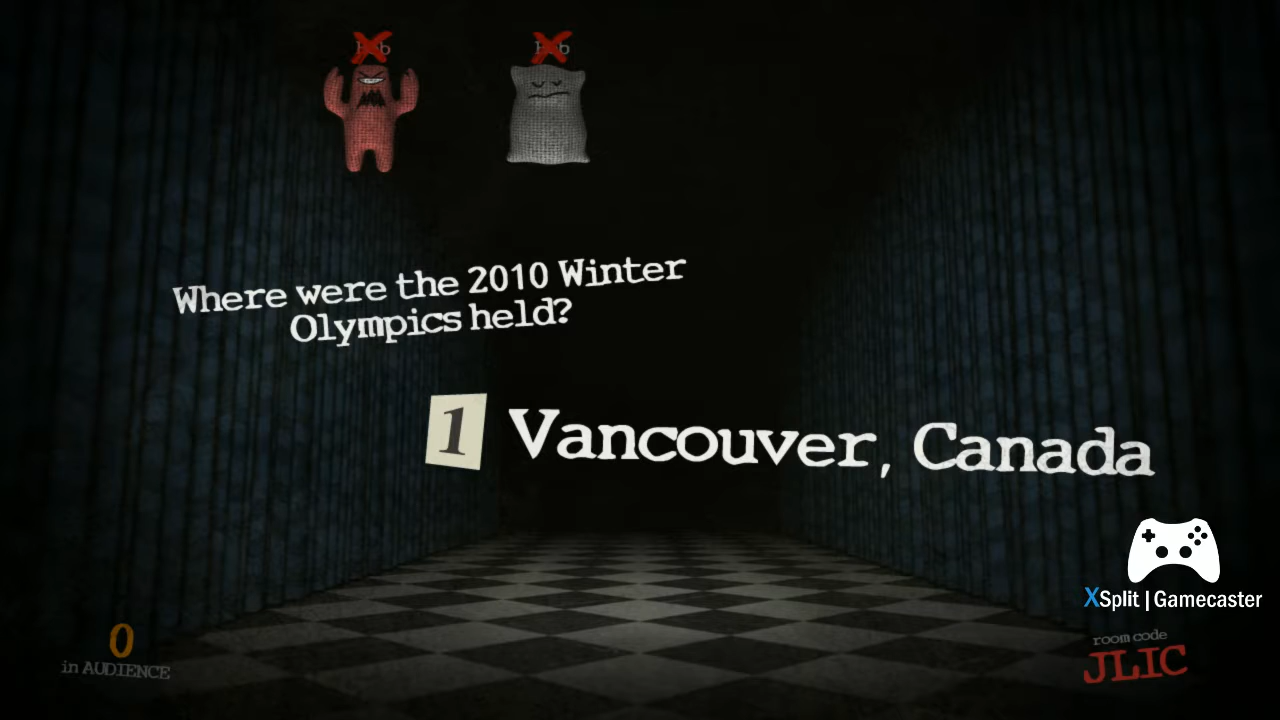 Where were the 2010 Winter
Olympics held?
1 Vancouver, Canada
XSplit | Gamecaster
0
in AUDIENCE
room code
JLIC